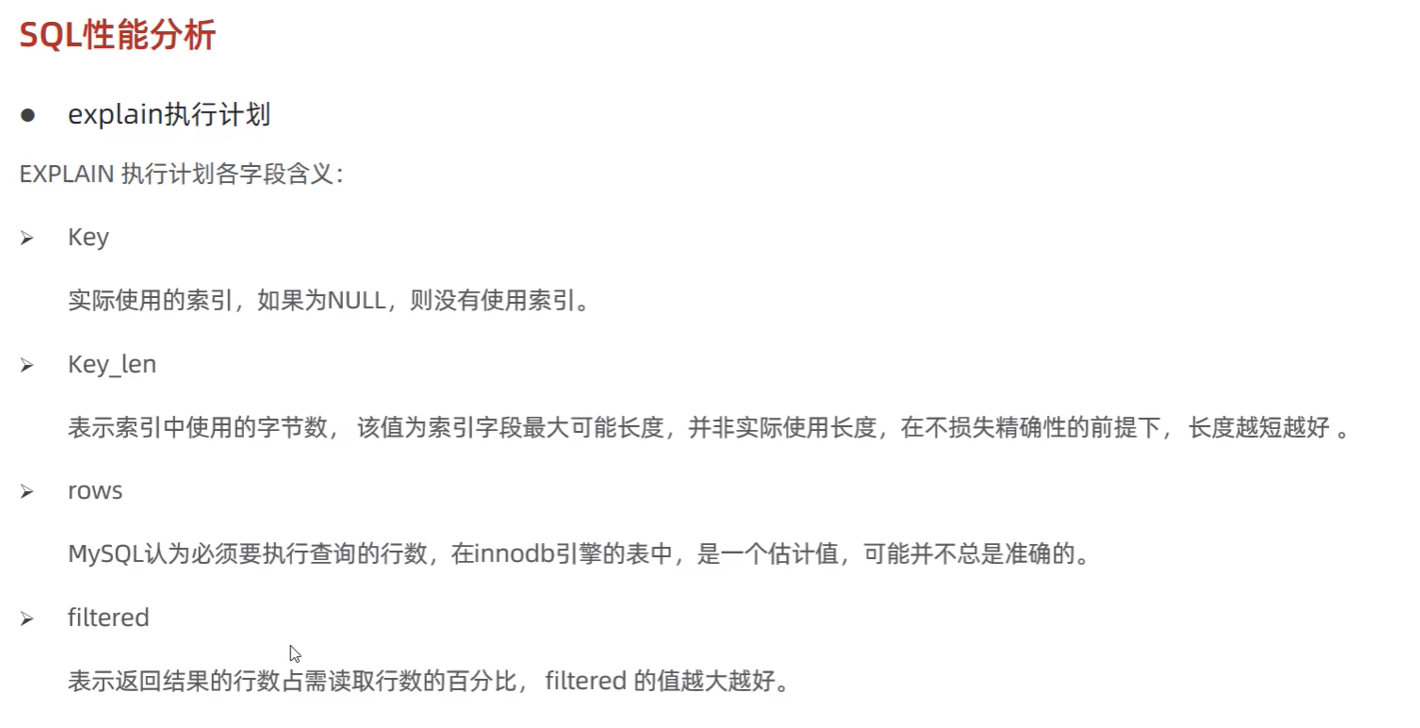 SQL性能分析
● explain执行计划
EXPLAIN 执行计划各字段含义：
➢ Key
实际使用的索引，如果为NULL，则没有使用索引。
➢ Key_len
表示索引中使用的字节数， 该值为索引字段最大可能长度，并非实际使用长度，在不损失精确性的前提下， 长度越短越好 。
➢ rows
MySQL认为必须要执行查询的行数，在innodb引擎的表中，是一个估计值，可能并不总是准确的。
➢ filtered
表示返回结果的行数占需读取行数的百分比， filtered 的值越大越好。